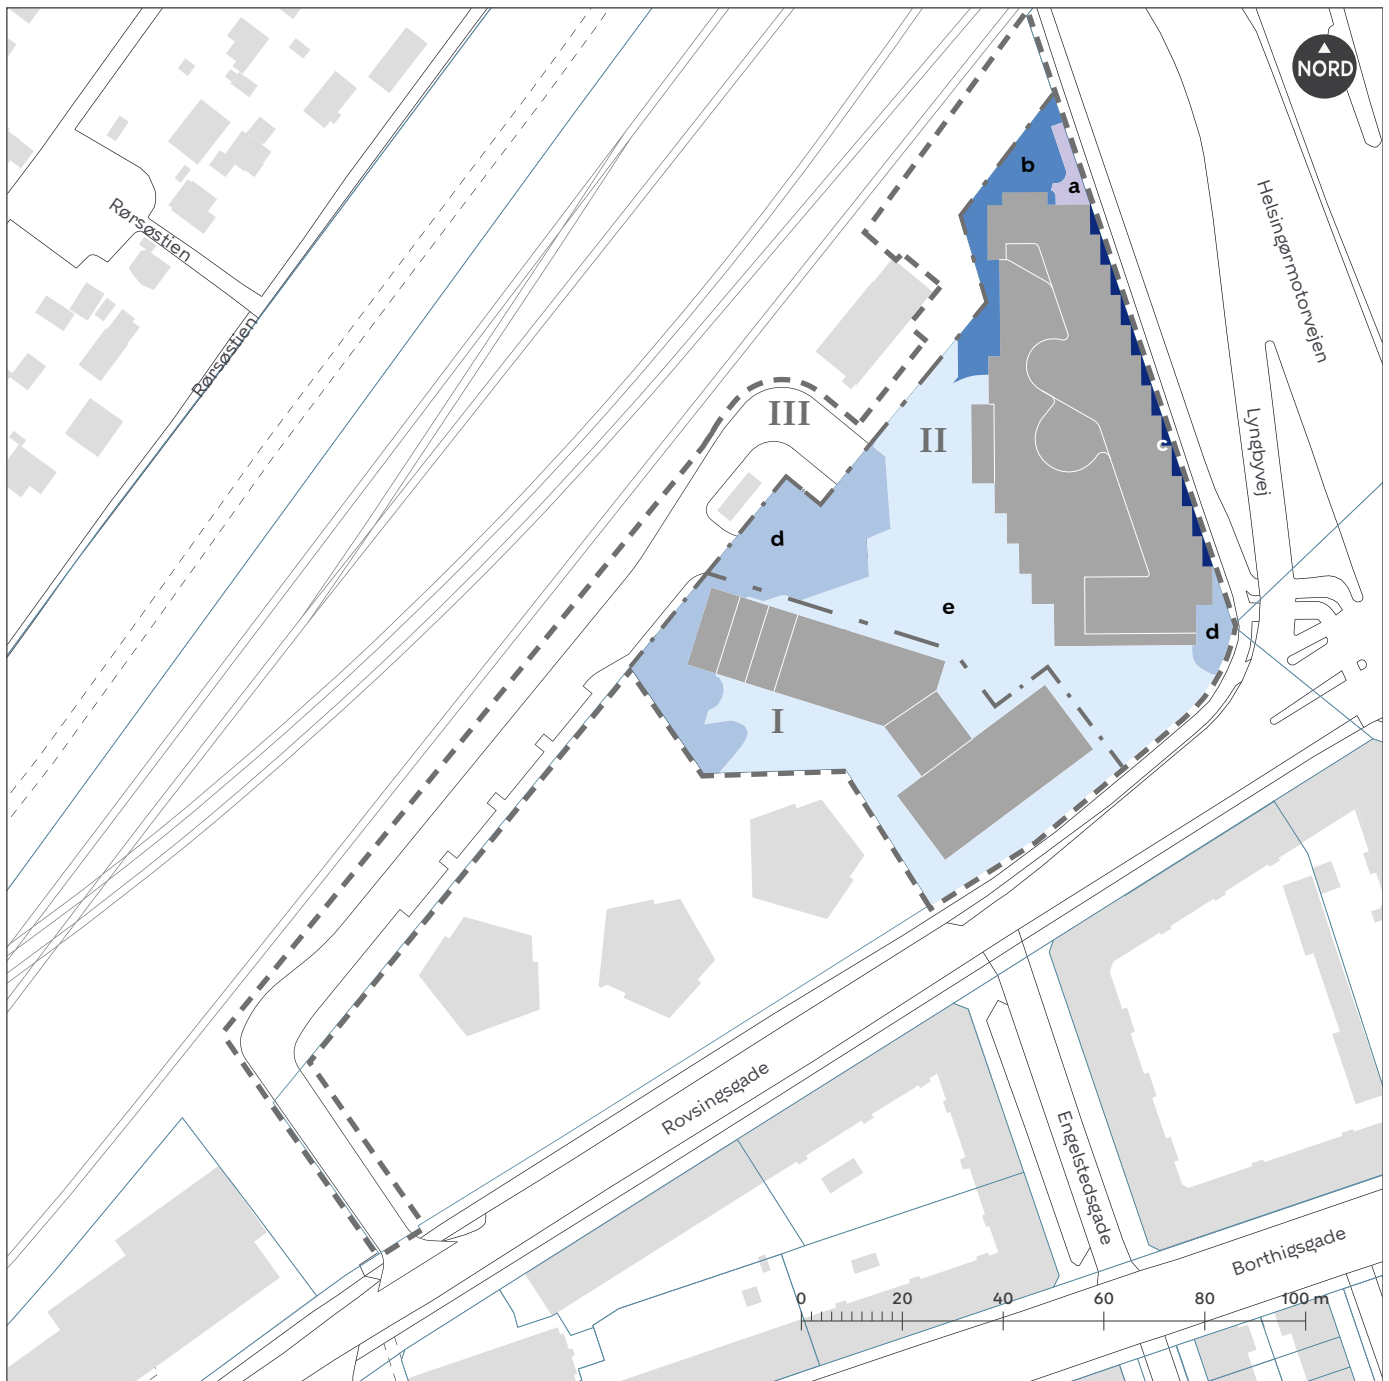 NORD
b
a
Helsingørmotorvejen
Rørsøstien
Rørsøstien
III
II
c
Lyngbyvej
d
e
d
I
Rovsingsgade
Engelstedsgade
Borthigsgade
0 20 40 60 80 100 m